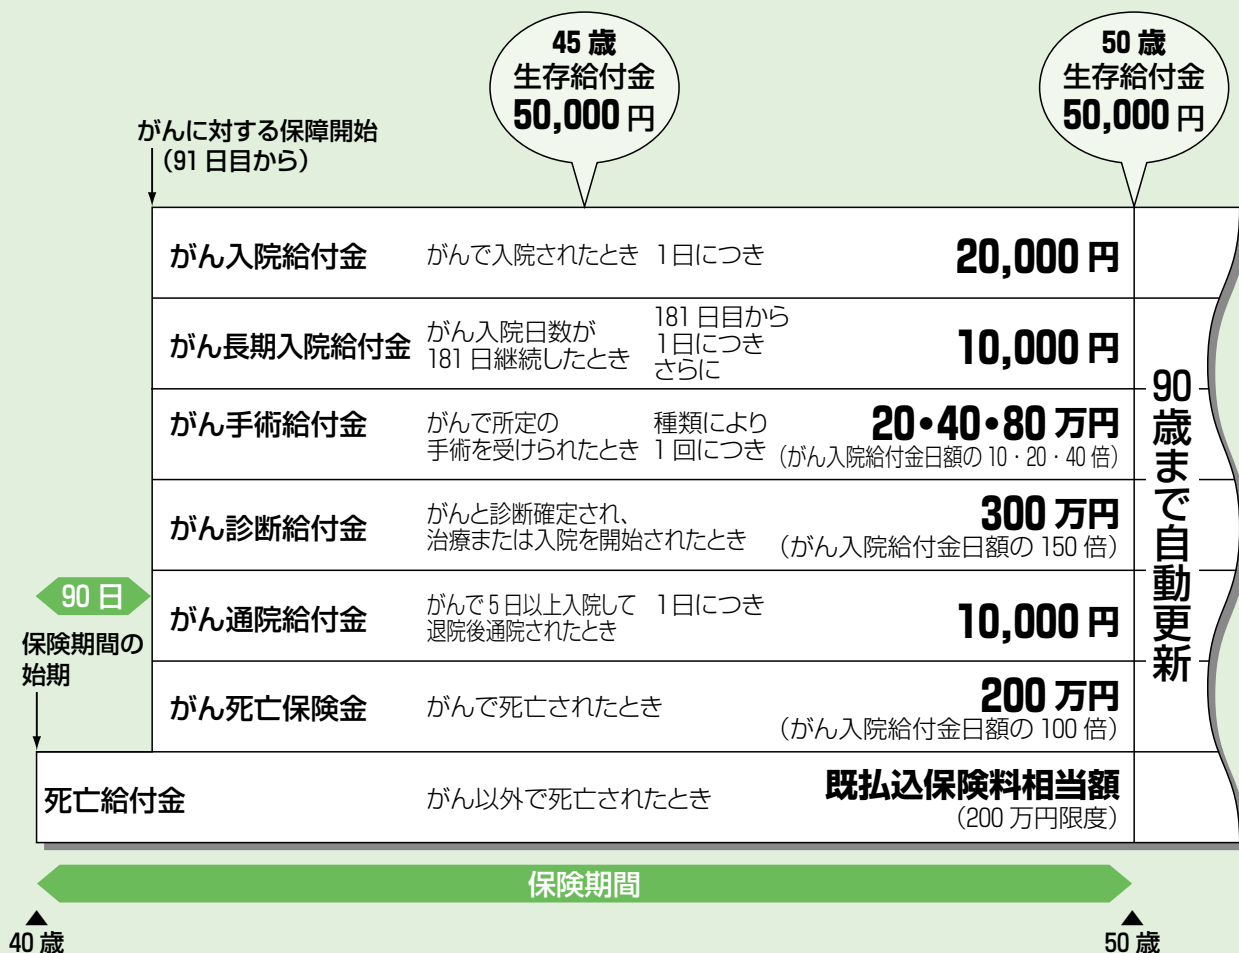 45 歳
生存給付金
50,000 円
50 歳
生存給付金
50,000 円
がんに対する保障開始
（91 日目から）
がん入院給付金 がんで入院されたとき 1日につき 20,000 円
がん長期入院給付金
がん入院日数が
181 日継続したとき
181 日目から
1日につき
さらに
10,000 円
がん手術給付金
がんで所定の
手術を受けられたとき
種類により
1 回につき
20・40・80 万円
（がん入院給付金日額の 10・20・40 倍）
がん診断給付金
がんと診断確定され、
治療または入院を開始されたとき
300 万円
（がん入院給付金日額の 150 倍）
がん通院給付金
がんで 5 日以上入院して
退院後通院されたとき
1日につき
10,000 円
がん死亡保険金
がんで死亡されたとき
200 万円
（がん入院給付金日額の 100 倍）
死亡給付金
がん以外で死亡されたとき
既払込保険料相当額
（200 万円限度）
90歳まで自動更新
90 日
保険期間の
始期
保険期間
40 歳
50 歳